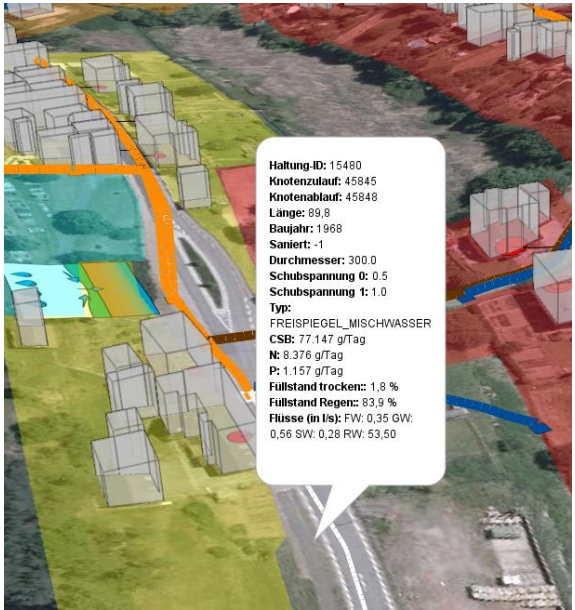 Haltung-ID: 15480
Knotenzulauf: 45845
Knotenablauf: 45848
Länge: 89,8
Baujahr: 1968
Saniert: -1
Durchmesser: 300.0
Schubspannung 0: 0.5
Schubspannung 1: 1.0
Typ:
FREISPIEGEL_MISCHWASSER
CSB: 77.147 g/Tag
N: 8.376 g/Tag
P: 1.157 g/Tag
Füllstand trocken:: 1,8 %
Füllstand Regen:: 83,9 %
Flüsse (in l/s): FW: 0,35 GW:
0,56 SW: 0,28 RW: 53,50